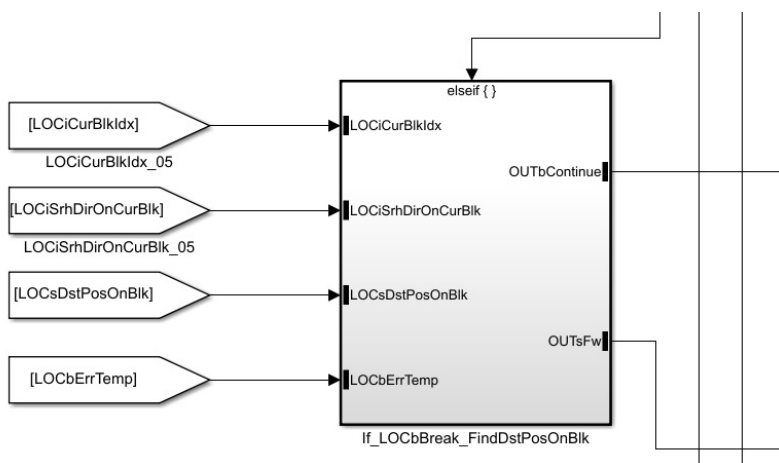 elseif { }
[LOCiCurBlkIdx]
LOCiCurBlkIdx
LOCiCurBlkIdx_05
OUTbContinue
[LOCiSrhDirOnCurBlk]
LOCiSrhDirOnCurBlk
LOCiSrhDirOnCurBlk_05
[LOCsDstPosOnBlk]
LOCsDstPosOnBlk
OUTsFw
[LOCbErrTemp]
LOCbErrTemp
If_LOCbBreak_FindDstPosOnBlk